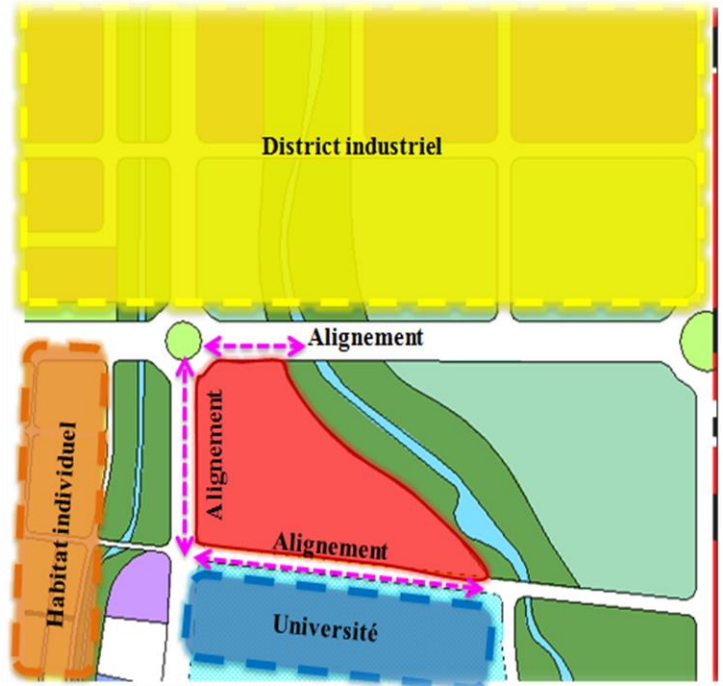 District industriel
Alignement
Alignement
Habitat individuel
Alignement
Université